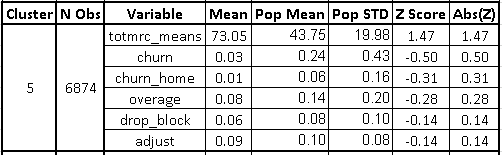 Cluster N Obs Variable Mean Pop Mean Pop STD Z Score Abs(Z)
totmrc_means 73.05 43.75 19.98 1.47 1.47
churn 0.03 0.24 0.43 -0.50 0.50
churn_home 0.01 0.06 0.16 -0.31 0.31
5 6874 overage 0.08 0.14 0.20 -0.28 0.28
drop_block 0.06 0.08 0.10 -0.14 0.14
adjust 0.09 0.10 0.08 -0.14 0.14